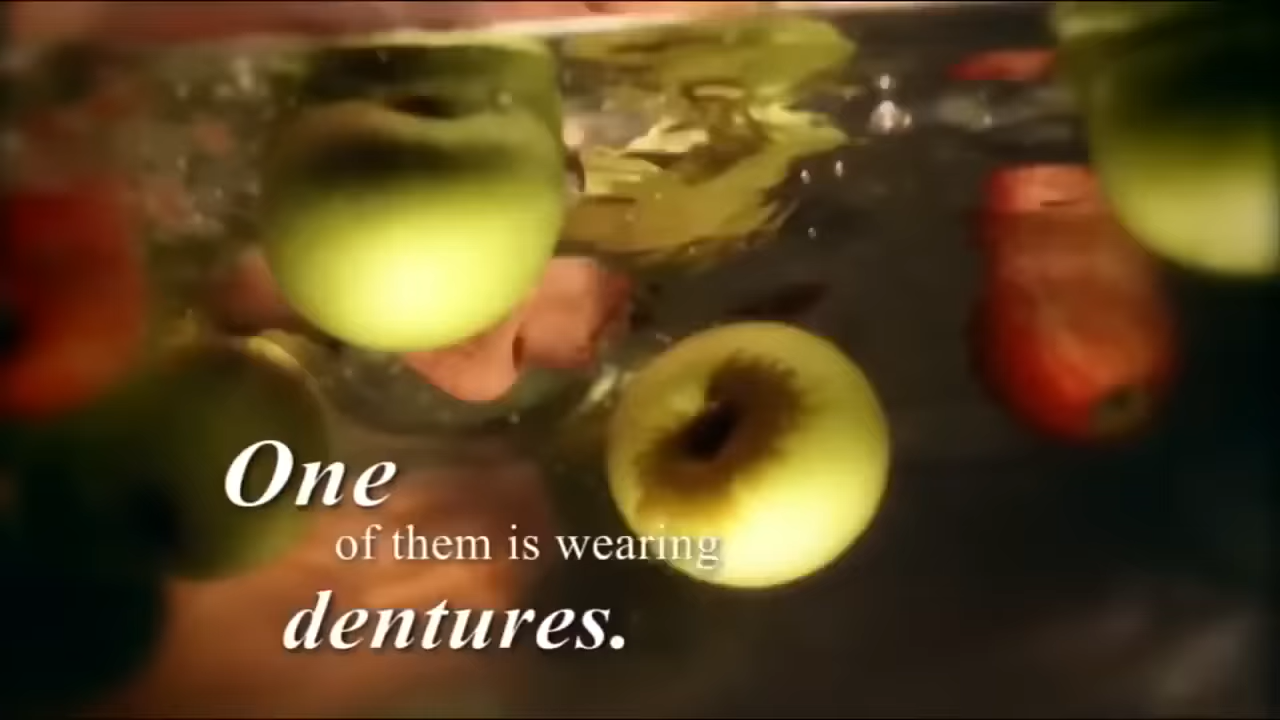 One
of them is wearing
dentures.